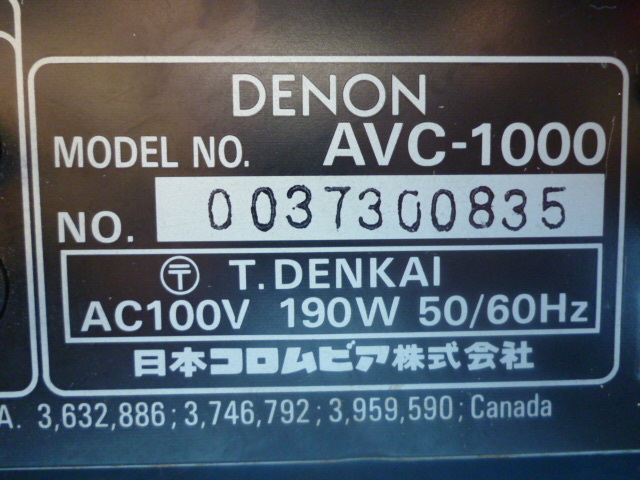 DENON
MODEL NO. AVC-1000
NO. 0037300835
〶 T.DENKAI
AC100V 190W 50/60Hz
日本コロムビア株式会社
A. 3,632,886; 3,746,792; 3,959,590; Canada